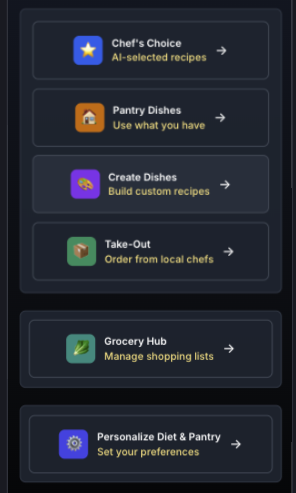 Chef's Choice
AI-selected recipes
Pantry Dishes
Use what you have
Create Dishes
Build custom recipes
Take-Out
Order from local chefs
Grocery Hub
Manage shopping lists
Personalize Diet & Pantry
Set your preferences